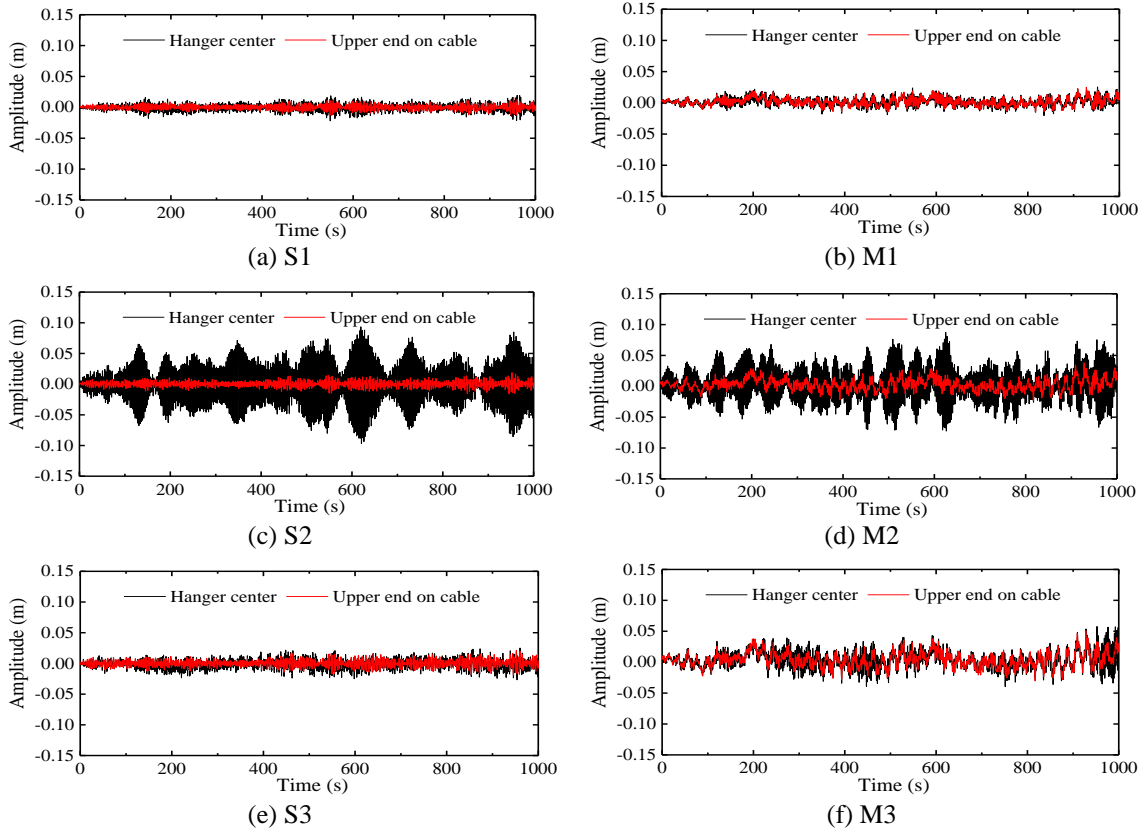 0.15
Hanger center Upper end on cable
0.10
0.05
0.00
-0.05
-0.10
-0.15
0 200 400 600 800 1000
Amplitude (m)
Time (s)
(a) S1
0.15
Hanger center Upper end on cable
0.10
0.05
0.00
-0.05
-0.10
-0.15
0 200 400 600 800 1000
Amplitude (m)
Time (s)
(b) M1
0.15
Hanger center Upper end on cable
0.10
0.05
0.00
-0.05
-0.10
-0.15
0 200 400 600 800 1000
Amplitude (m)
Time (s)
(c) S2
0.15
Hanger center Upper end on cable
0.10
0.05
0.00
-0.05
-0.10
-0.15
0 200 400 600 800 1000
Amplitude (m)
Time (s)
(d) M2
0.15
Hanger center Upper end on cable
0.10
0.05
0.00
-0.05
-0.10
-0.15
0 200 400 600 800 1000
Amplitude (m)
Time (s)
(e) S3
0.15
Hanger center Upper end on cable
0.10
0.05
0.00
-0.05
-0.10
-0.15
0 200 400 600 800 1000
Amplitude (m)
Time (s)
(f) M3